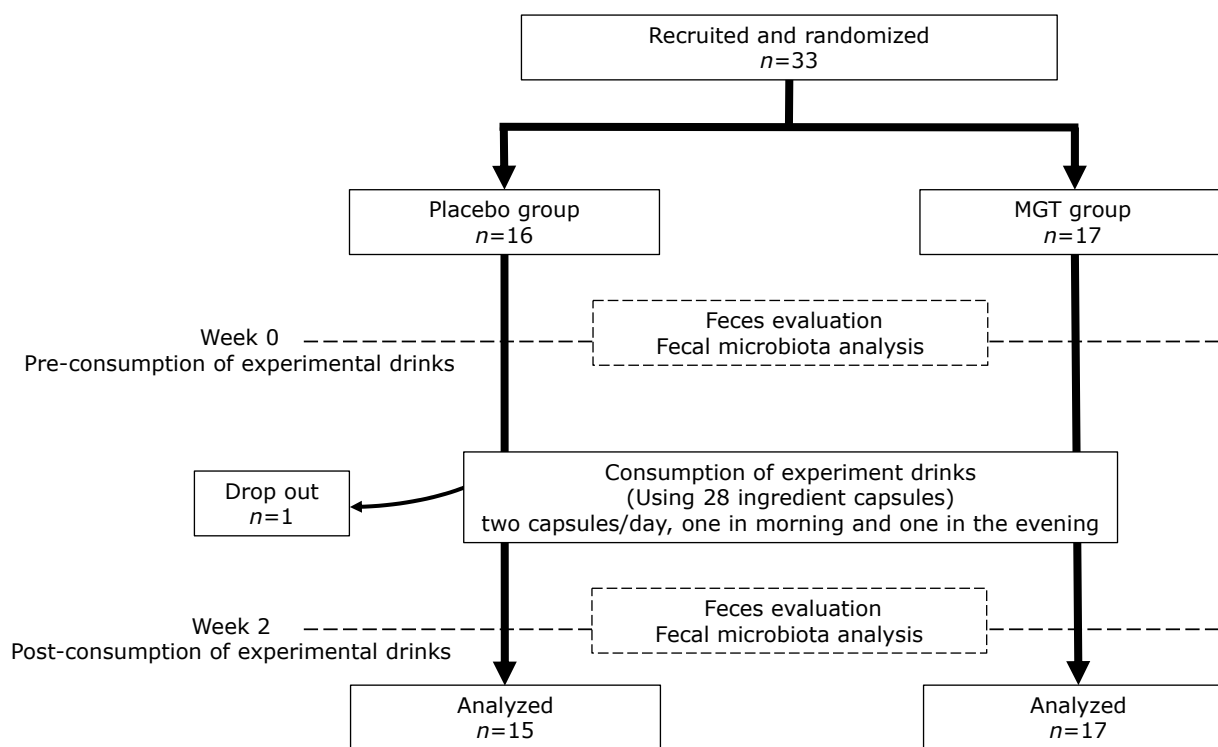 Recruited and randomized
n=33
Placebo group
n=16
MGT group
n=17
Week 0
Pre-consumption of experimental drinks
Feces evaluation
Fecal microbiota analysis
Drop out
n=1
Consumption of experiment drinks
(Using 28 ingredient capsules)
two capsules/day, one in morning and one in the evening
Week 2
Post-consumption of experimental drinks
Feces evaluation
Fecal microbiota analysis
Analyzed
n=15
Analyzed
n=17